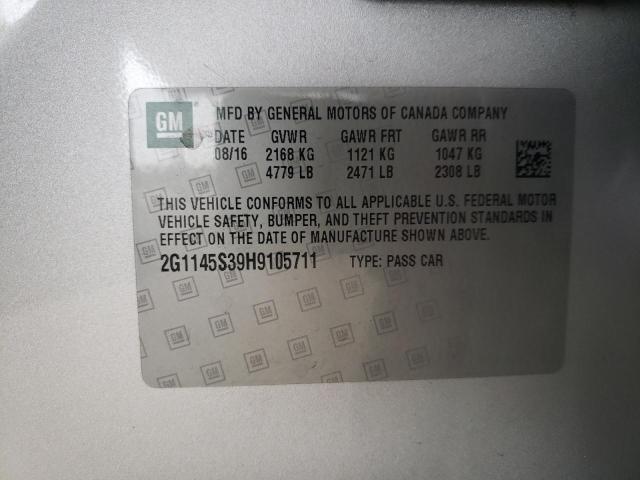 GM MFD BY GENERAL MOTORS OF CANADA COMPANY
DATE GVWR GAWR FRT GAWR RR
08/16 2168 KG 1121 KG 1047 KG
4779 LB 2471 LB 2308 LB
THIS VEHICLE CONFORMS TO ALL APPLICABLE U.S. FEDERAL MOTOR
VEHICLE SAFETY, BUMPER, AND THEFT PREVENTION STANDARDS IN
EFFECT ON THE DATE OF MANUFACTURE SHOWN ABOVE.
2G1145S39H9105711 TYPE: PASS CAR